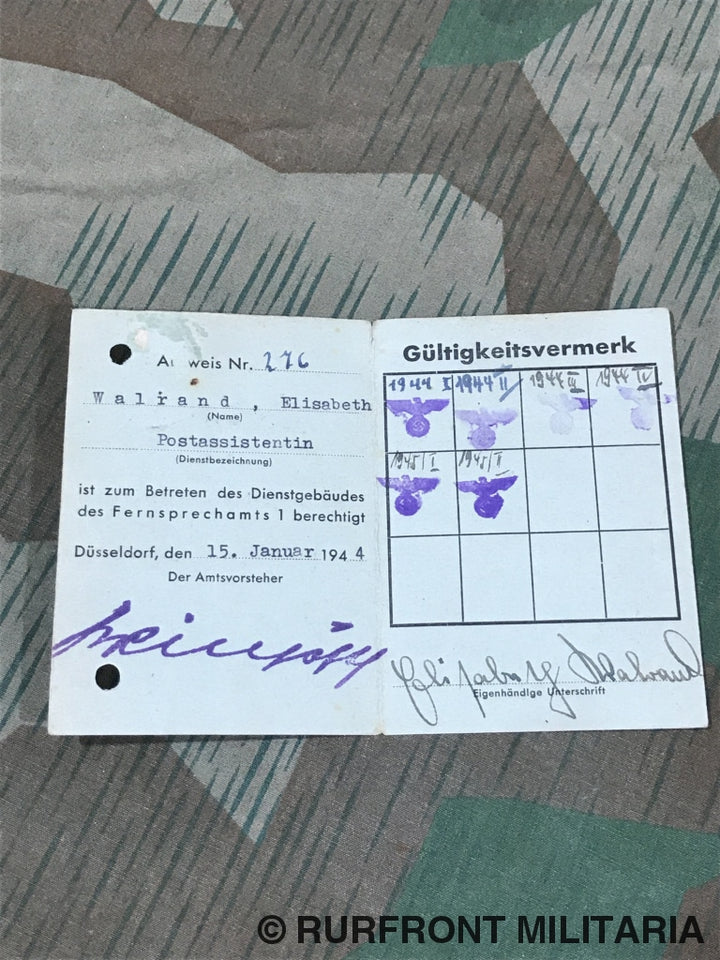 Ausweis Nr. 276
Walrand, Elisabeth
(Name)
Postassistentin
(Dienstbezeichnung)
ist zum Betreten des Dienstgebäudes
des Fernsprechamts 1 berechtigt
Düsseldorf, den 15. Januar 1944
Der Amtsvorsteher
Gültigkeitsvermerk
1944 I 1944 II 1944 III 1944 IV
1945/I 1945/II
Elisabeth Walrand
Eigenhändige Unterschrift
© RURFRONT MILITARIA